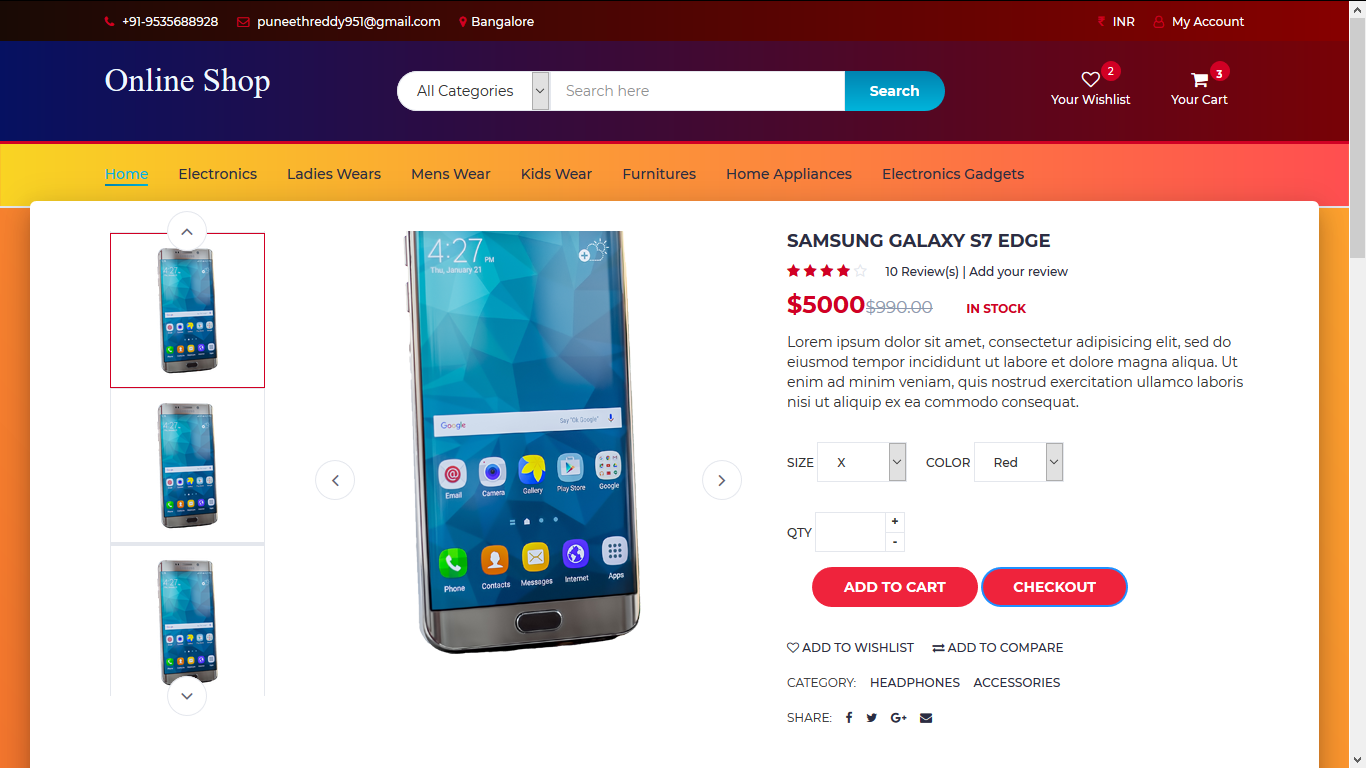 +91-9535688928 puneethreddy951@gmail.com Bangalore INR My Account
Online Shop
All Categories Search here Search
2
Your Wishlist
3
Your Cart
Home Electronics Ladies Wears Mens Wear Kids Wear Furnitures Home Appliances Electronics Gadgets
4:27 PM
Thu, January 21
Google Say "Ok Google"
Email Camera Gallery Play Store Google
Phone Contacts Messages Internet Apps
SAMSUNG GALAXY S7 EDGE
10 Review(s) | Add your review
$5000 $990.00 IN STOCK
Lorem ipsum dolor sit amet, consectetur adipisicing elit, sed do
eiusmod tempor incididunt ut labore et dolore magna aliqua. Ut
enim ad minim veniam, quis nostrud exercitation ullamco laboris
nisi ut aliquip ex ea commodo consequat.
SIZE X COLOR Red
QTY + -
ADD TO CART CHECKOUT
ADD TO WISHLIST ADD TO COMPARE
CATEGORY: HEADPHONES ACCESSORIES
SHARE: